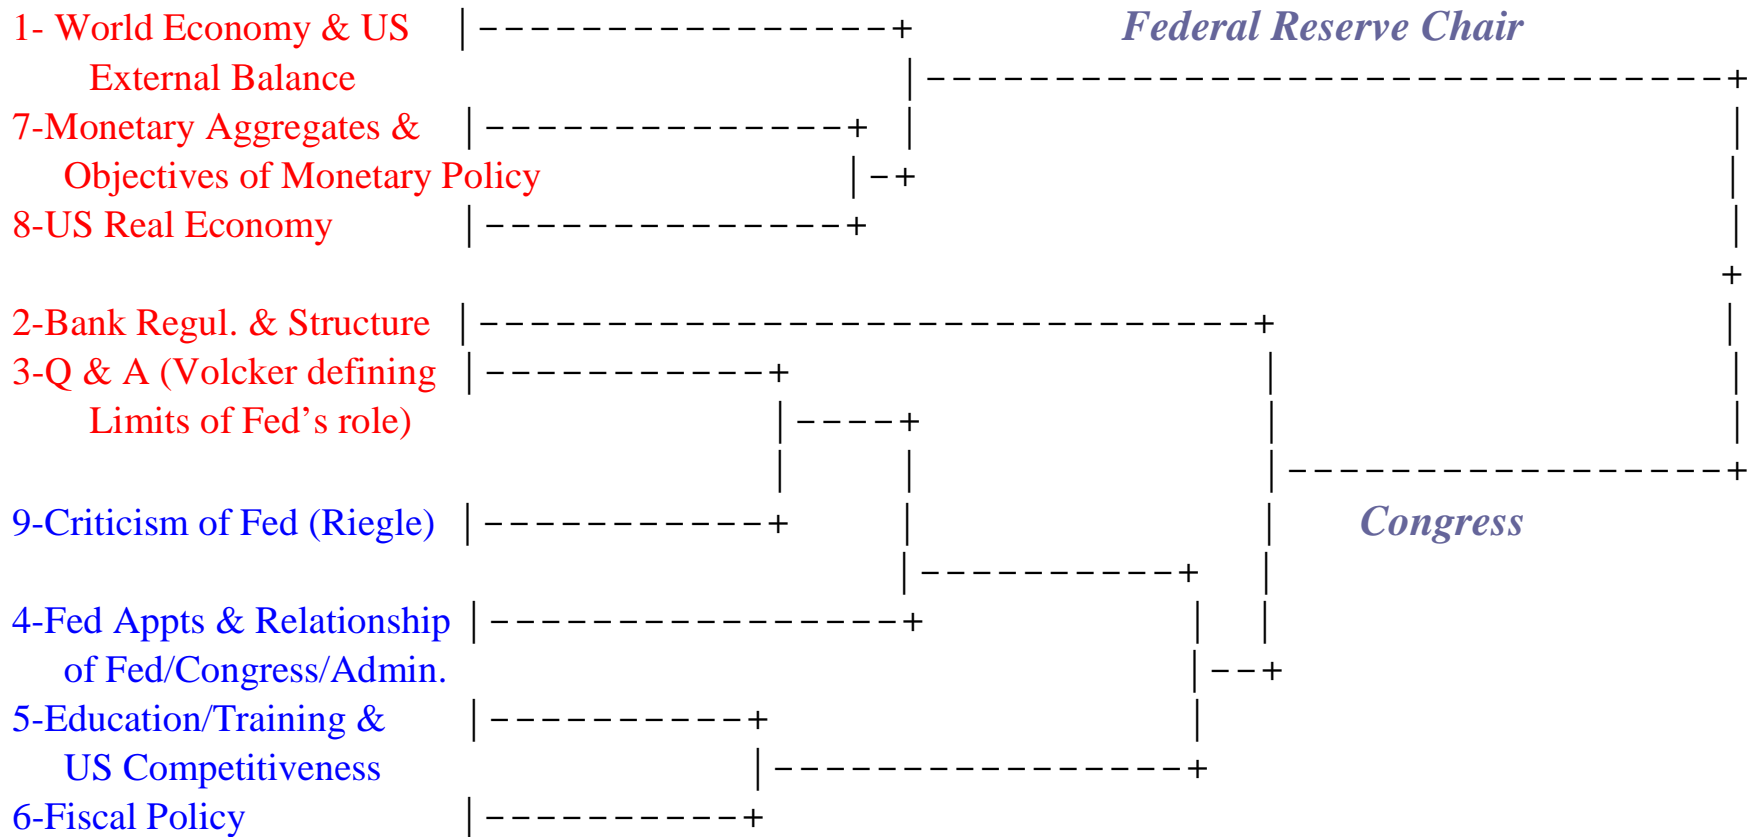 1- World Economy & US
Federal Reserve Chair
External Balance
7-Monetary Aggregates &
Objectives of Monetary Policy
8-US Real Economy
2-Bank Regul. & Structure
3-Q & A (Volcker defining
Limits of Fed’s role)
9-Criticism of Fed (Riegle)
Congress
4-Fed Appts & Relationship
of Fed/Congress/Admin.
5-Education/Training &
US Competitiveness
6-Fiscal Policy